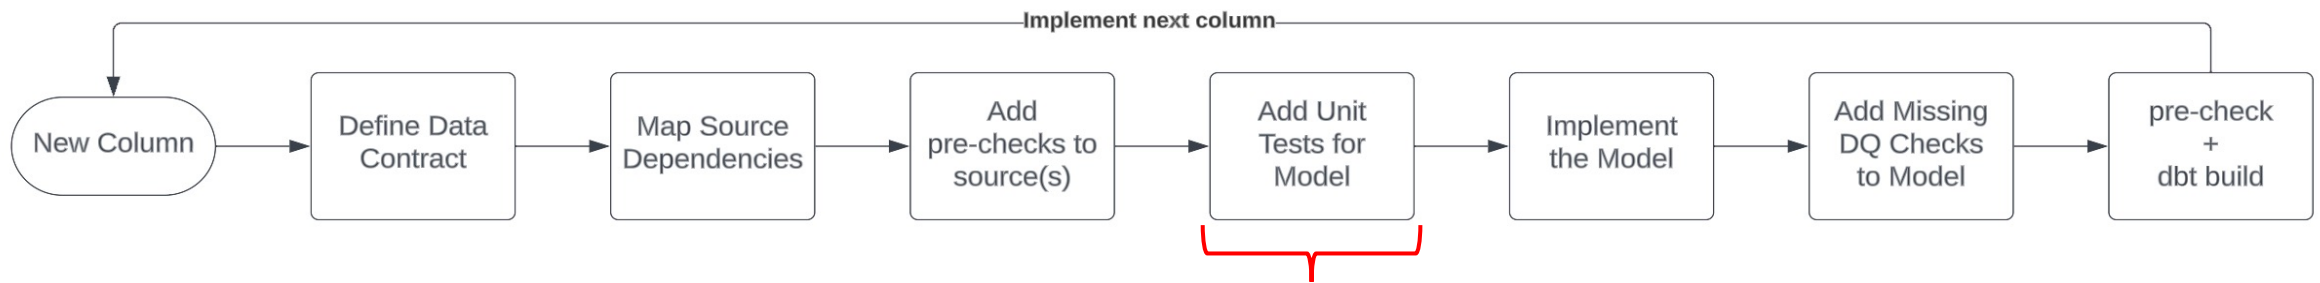 Implement next column
New Column
Define Data
Contract
Map Source
Dependencies
Add
pre-checks to
source(s)
Add Unit
Tests for
Model
Implement
the Model
Add Missing
DQ Checks
to Model
pre-check
+
dbt build